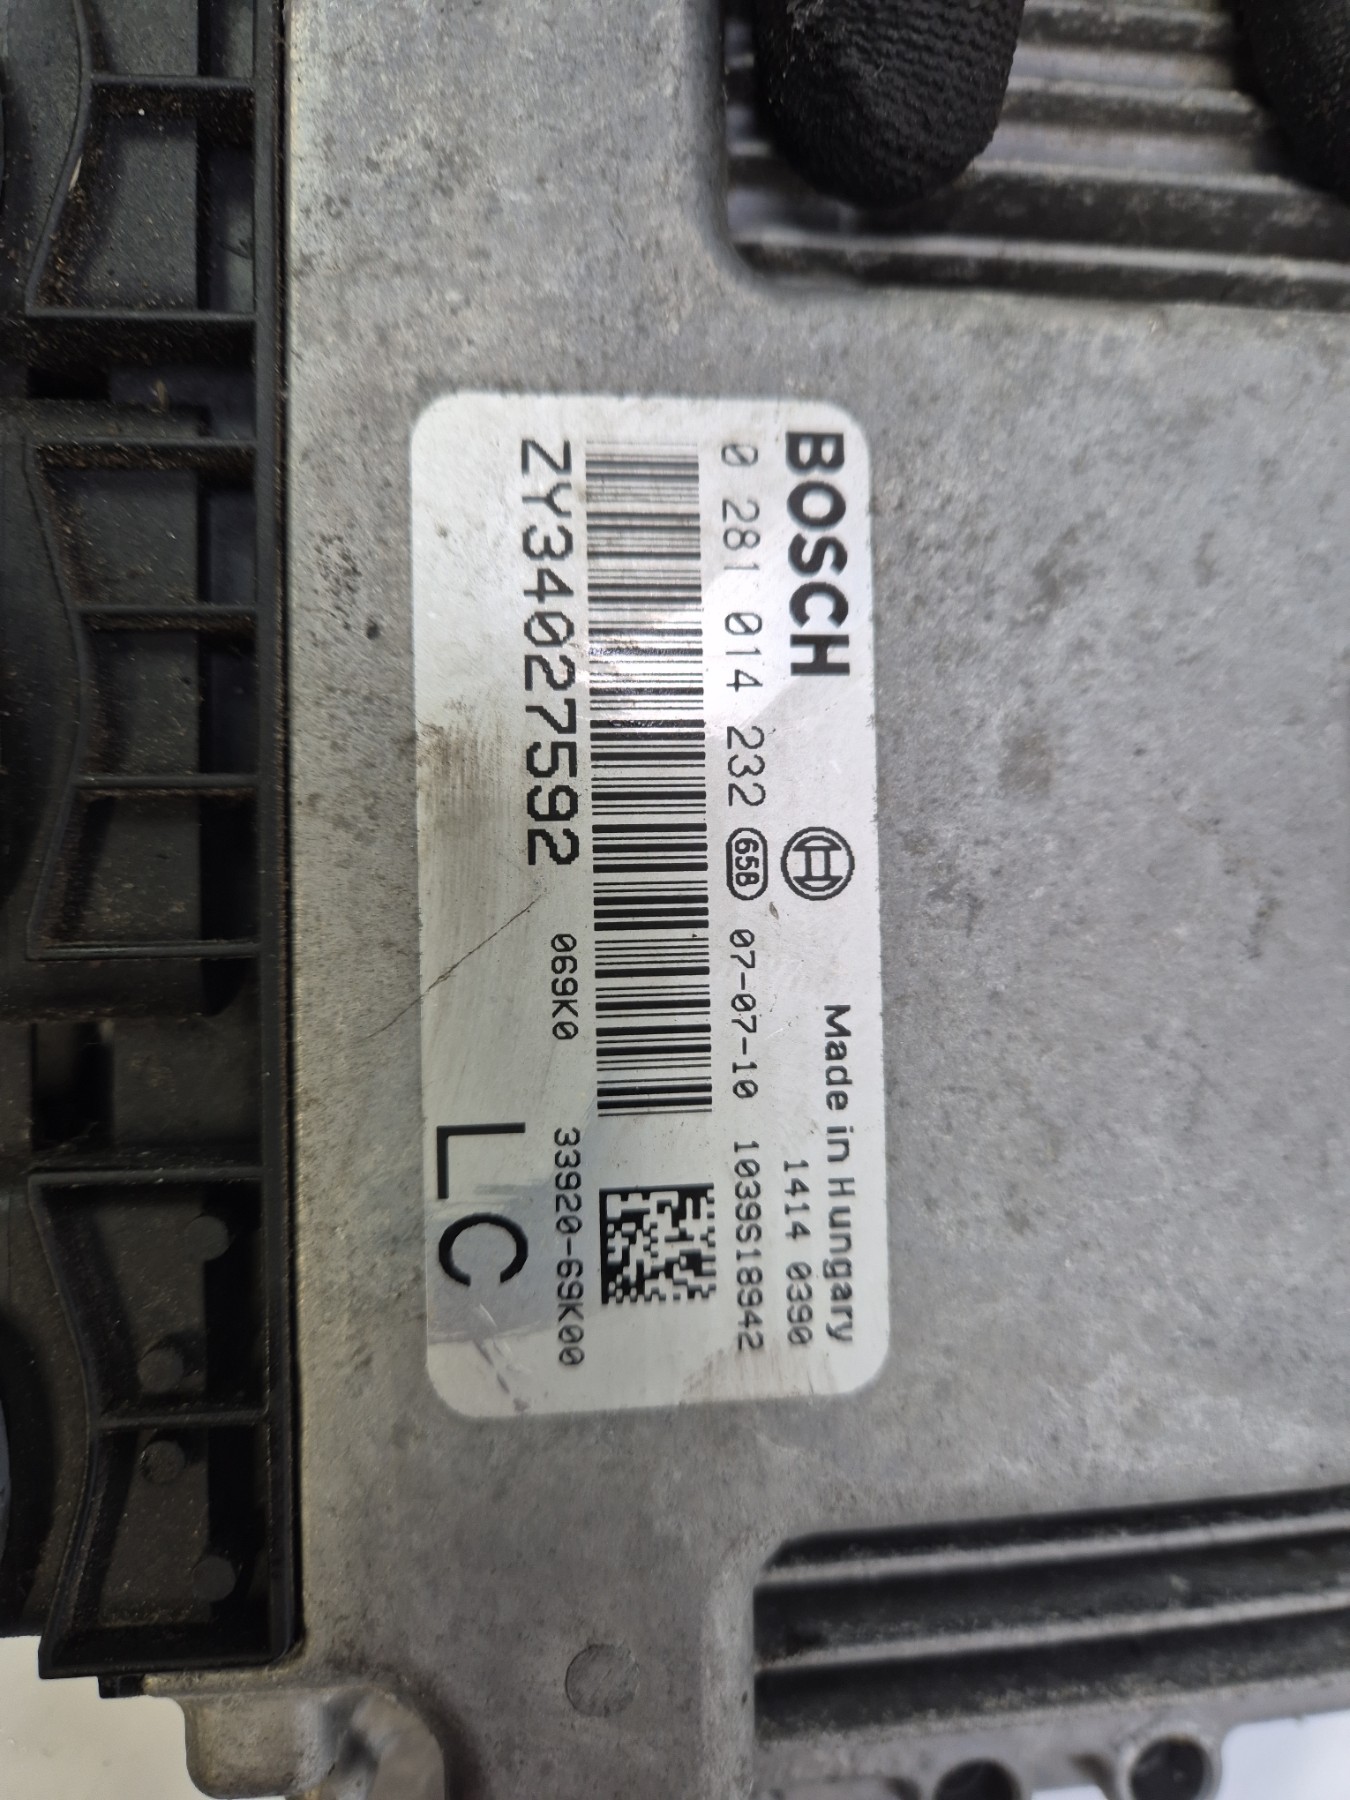 BOSCH
Made in Hungary
1414 0390
0 281 014 232 65B 07-07-10 1039S18942
ZY34027592 069K0 33920-69K00
LC